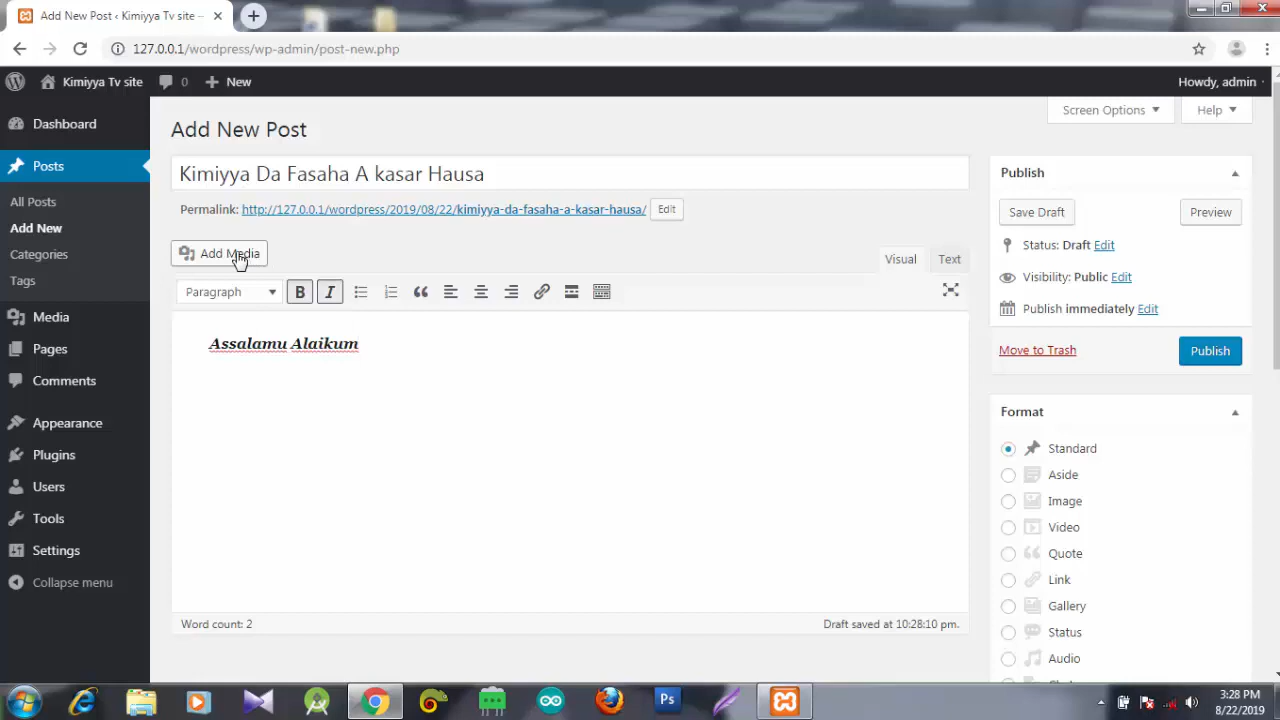 Add New Post ‹ Kimiyya Tv site –
127.0.0.1/wordpress/wp-admin/post-new.php
Kimiyya Tv site
0
New
Howdy, admin
Dashboard
Posts
All Posts
Add New
Categories
Tags
Media
Pages
Comments
Appearance
Plugins
Users
Tools
Settings
Collapse menu
Screen Options
Help
Add New Post
Kimiyya Da Fasaha A kasar Hausa
Permalink: http://127.0.0.1/wordpress/2019/08/22/kimiyya-da-fasaha-a-kasar-hausa/ Edit
Add Media
Visual Text
Paragraph B I
Assalamu Alaikum
Word count: 2
Draft saved at 10:28:10 pm.
Publish
Save Draft
Preview
Status: Draft Edit
Visibility: Public Edit
Publish immediately Edit
Move to Trash
Publish
Format
Standard
Aside
Image
Video
Quote
Link
Gallery
Status
Audio
Ps
3:28 PM
8/22/2019